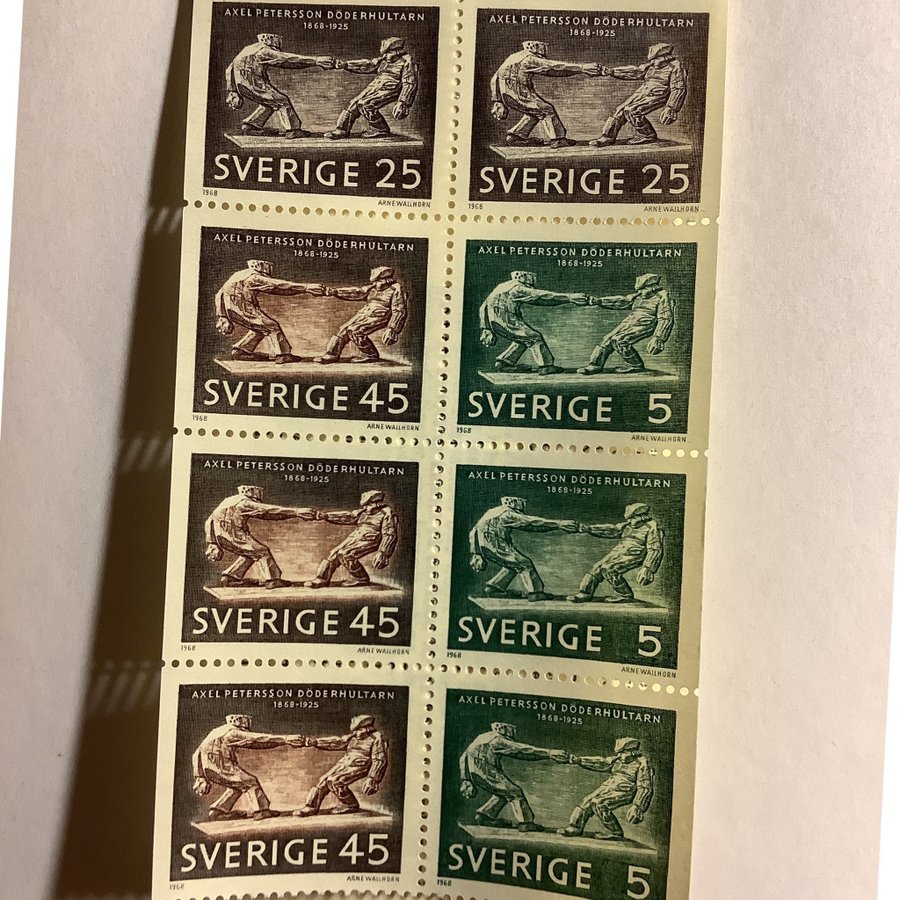 AXEL PETERSSON DÖDERHULTARN
1868-1925
SVERIGE 25
1968 ARNE WALLHORN
AXEL PETERSSON DÖDERHULTARN
1868-1925
SVERIGE 25
1968 ARNE WALLHORN
AXEL PETERSSON DÖDERHULTARN
1868-1925
SVERIGE 45
1968 ARNE WALLHORN
AXEL PETERSSON DÖDERHULTARN
1868-1925
SVERIGE 5
1968 ARNE WALLHORN
AXEL PETERSSON DÖDERHULTARN
1868-1925
SVERIGE 45
1968 ARNE WALLHORN
AXEL PETERSSON DÖDERHULTARN
1868-1925
SVERIGE 5
1968 ARNE WALLHORN
AXEL PETERSSON DÖDERHULTARN
1868-1925
SVERIGE 45
1968 ARNE WALLHORN
AXEL PETERSSON DÖDERHULTARN
1868-1925
SVERIGE 5
1968